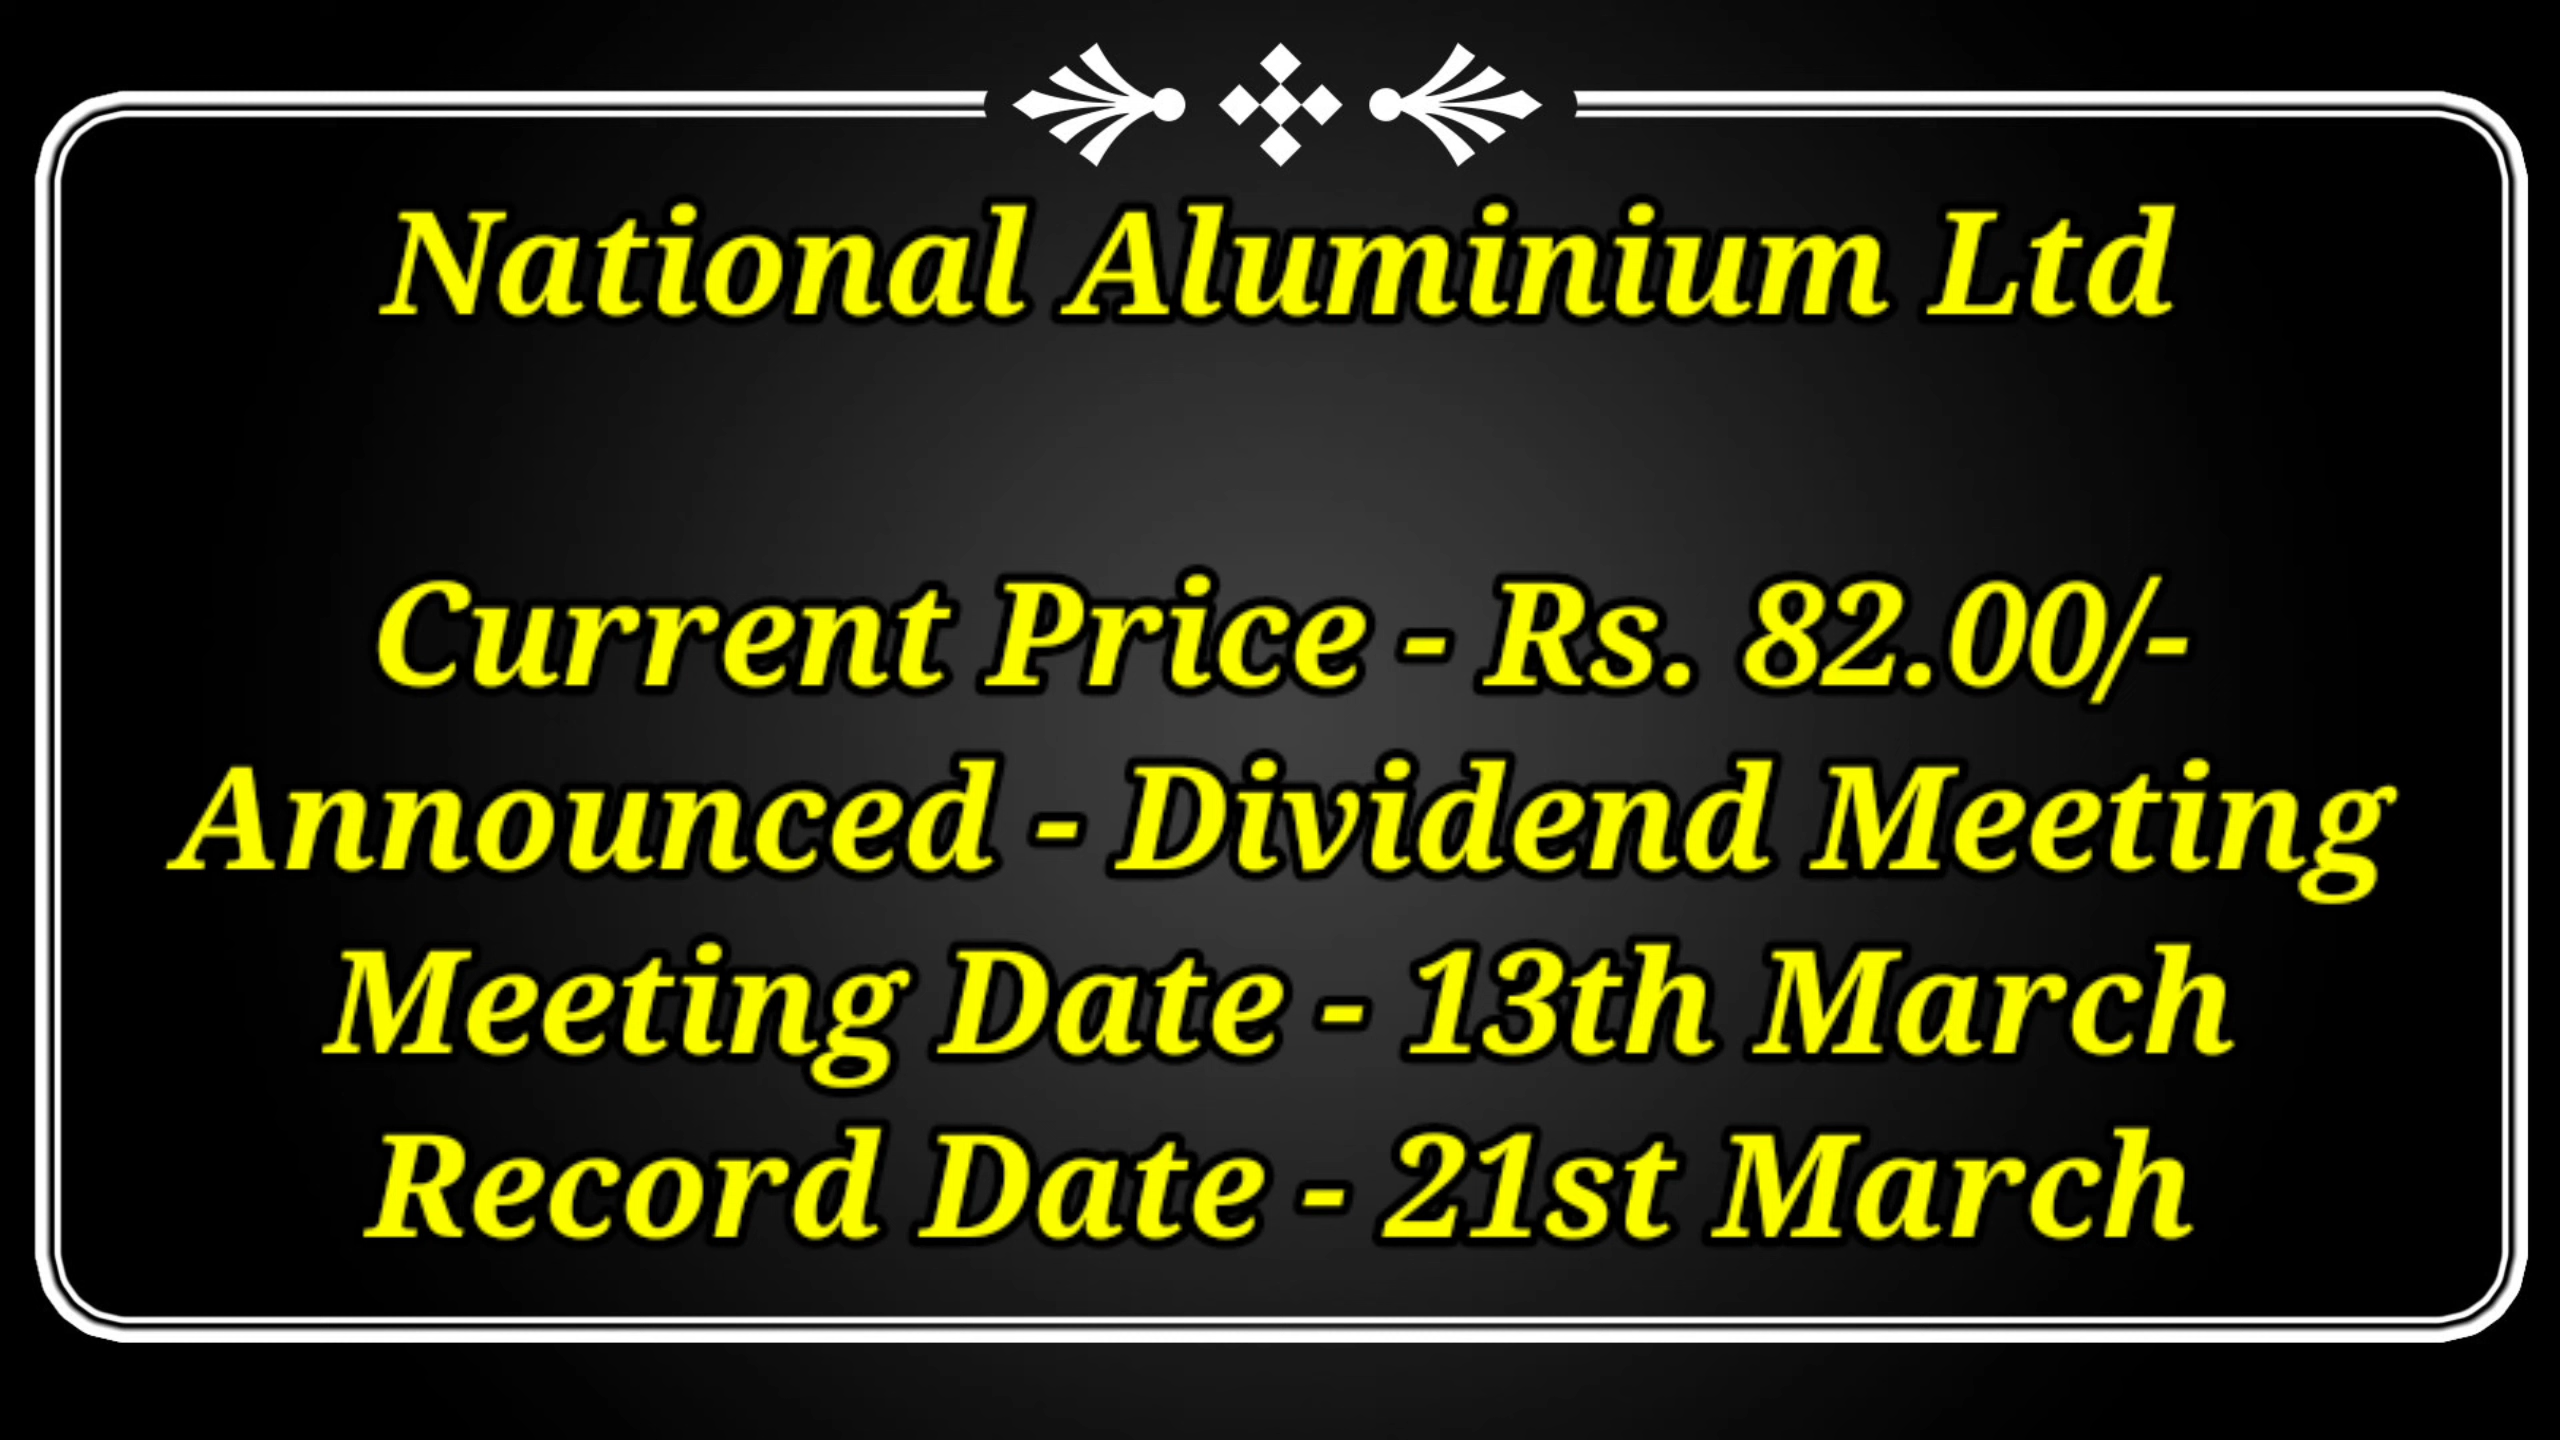 National Aluminium Ltd
Current Price - Rs. 82.00/-
Announced - Dividend Meeting
Meeting Date - 13th March
Record Date - 21st March